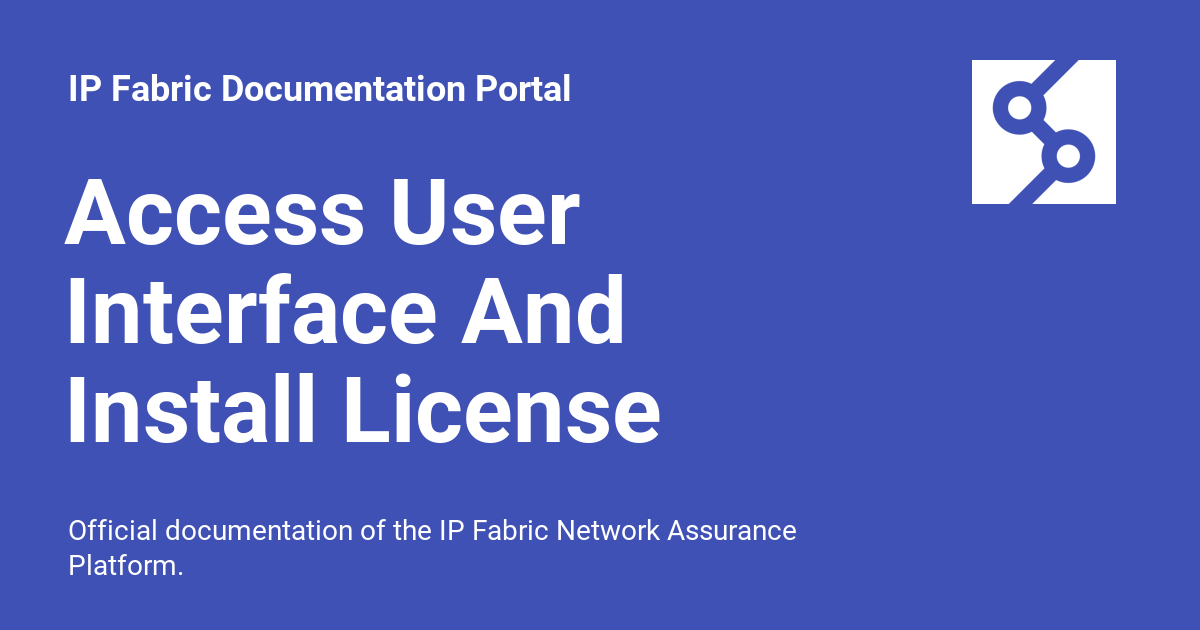 IP Fabric Documentation Portal
Access User
Interface And
Install License
Official documentation of the IP Fabric Network Assurance
Platform.